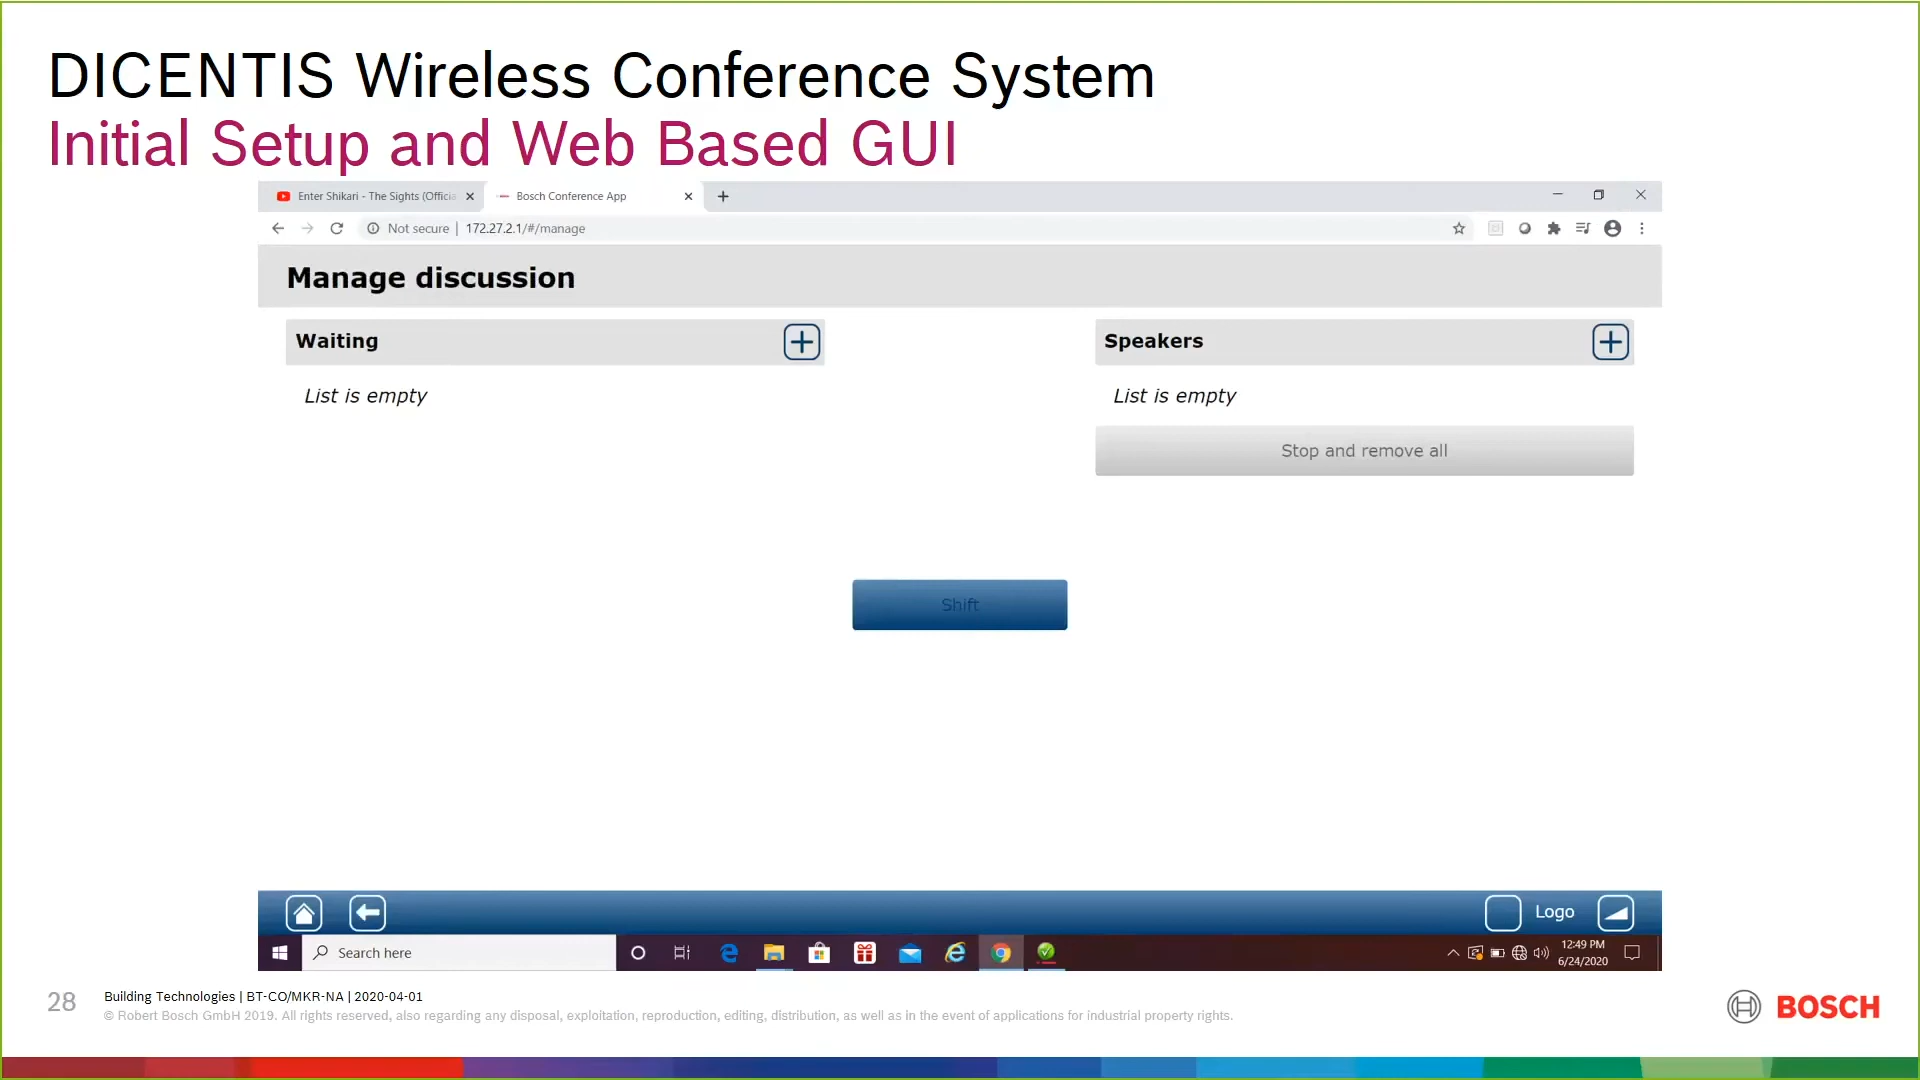 DICENTIS Wireless Conference System
Initial Setup and Web Based GUI
Enter Shikari - The Sights (Officia
Bosch Conference App
Not secure | 172.27.2.1/#/manage
Manage discussion
Waiting
Speakers
List is empty
List is empty
Stop and remove all
Shift
Logo
Search here
12:49 PM
6/24/2020
28
Building Technologies | BT-CO/MKR-NA | 2020-04-01
© Robert Bosch GmbH 2019. All rights reserved, also regarding any disposal, exploitation, reproduction, editing, distribution, as well as in the event of applications for industrial property rights.
BOSCH